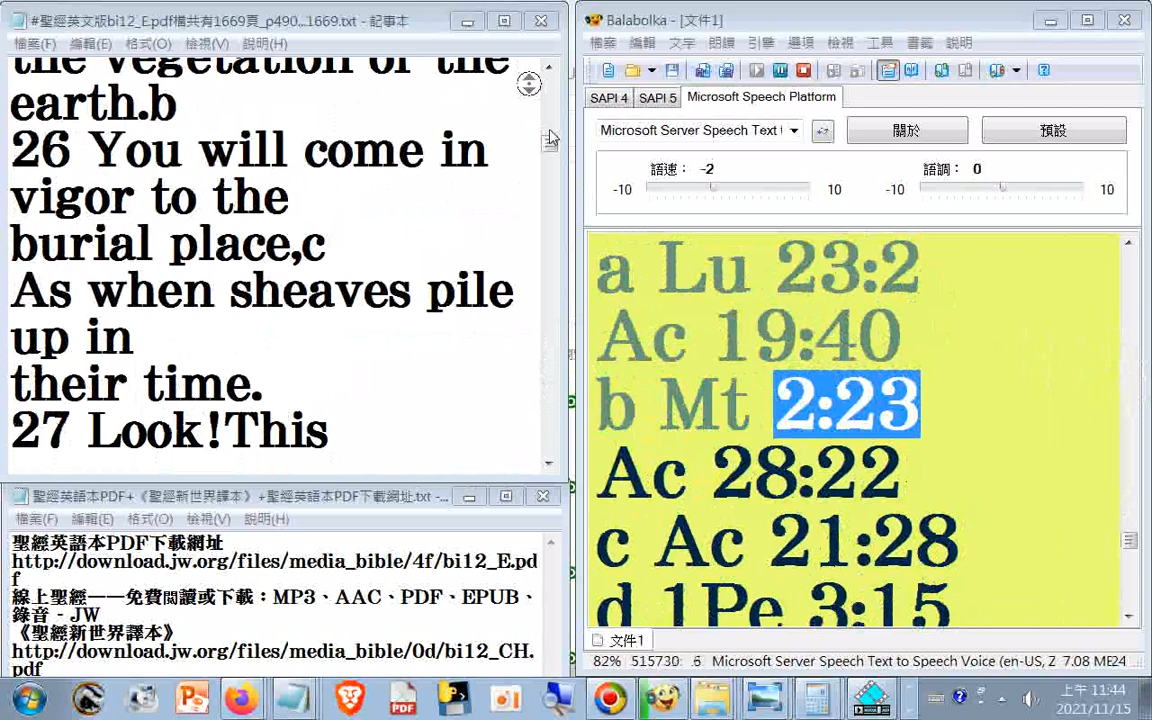 #聖經英文版bi12_E.pdf檔共有1669頁_p490...1669.txt - 記事本
檔案(F) 編輯(E) 格式(O) 檢視(V) 說明(H)
the vegetation of the
earth.b
26 You will come in
vigor to the
burial place,c
As when sheaves pile
up in
their time.
27 Look!This
聖經英語本PDF+《聖經新世界譯本》+聖經英語本PDF下載網址.txt -...
檔案(F) 編輯(E) 格式(O) 檢視(V) 說明(H)
聖經英語本PDF下載網址
http://download.jw.org/files/media_bible/4f/bi12_E.pd
f
線上聖經──免費閱讀或下載：MP3、AAC、PDF、EPUB、
錄音 - JW
《聖經新世界譯本》
http://download.jw.org/files/media_bible/0d/bi12_CH.
pdf
Balabolka - [文件1]
檔案 編輯 文字 朗讀 引擎 選項 檢視 工具 書籤 說明
SAPI 4 SAPI 5 Microsoft Speech Platform
Microsoft Server Speech Text 關於 預設
語速： -2 語調： 0
-10 10 -10 10
a Lu 23:2
Ac 19:40
b Mt 2:23
Ac 28:22
c Ac 21:28
d 1Pe 3:15
文件1
82% 515730: .6 Microsoft Server Speech Text to Speech Voice (en-US, Z 7.08 ME24
PDF
上午 11:44
2021/11/15